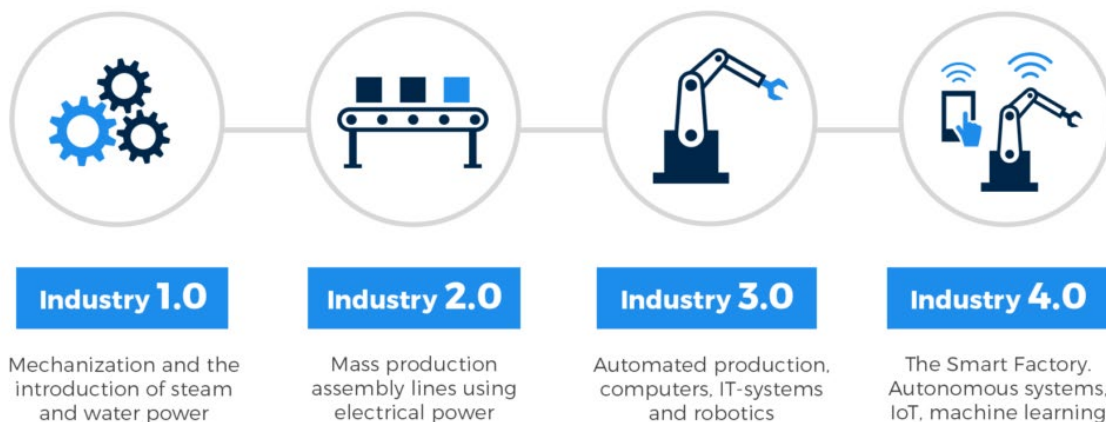 Industry 1.0
Mechanization and the
introduction of steam
and water power
Industry 2.0
Mass production
assembly lines using
electrical power
Industry 3.0
Automated production,
computers, IT-systems
and robotics
Industry 4.0
The Smart Factory.
Autonomous systems,
IoT, machine learning